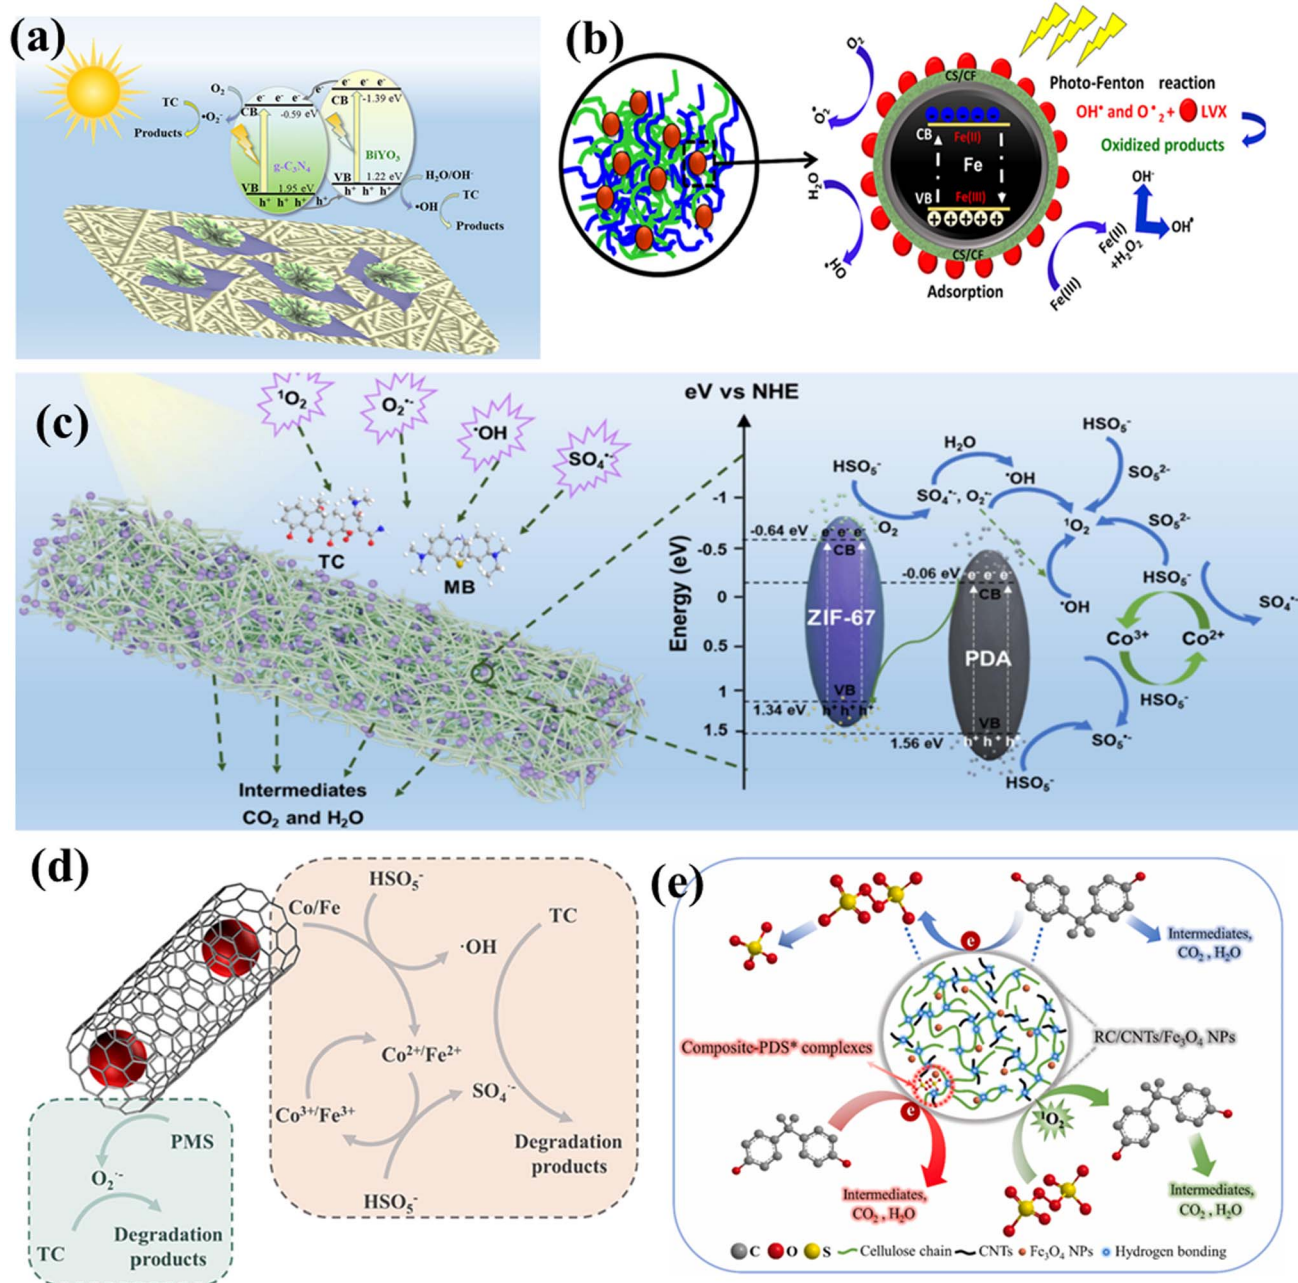 (a)
O₂
e⁻ e⁻ e⁻
e⁻
e⁻ e⁻ e⁻
TC
•O₂⁻
Products
CB
-0.59 eV
CB
-1.39 eV
g-C₃N₄
BiYO₃
VB
1.95 eV
h⁺ h⁺ h⁺
h⁺
VB
1.22 eV
h⁺ h⁺ h⁺
H₂O/OH⁻
•OH
TC
Products
(b)
O₂
O•₂
H₂O
•HO
CS/CF
CB
Fe(II)
Fe
VB
Fe(III)
+ + + + +
CS/CF
Adsorption
Photo-Fenton reaction
OH• and O•₂ + LVX
Oxidized products
OH⁻
OH•
Fe(II)
+H₂O₂
Fe(III)
(c)
¹O₂
O₂•⁻
•OH
SO₄•⁻
TC
MB
Intermediates
CO₂ and H₂O
eV vs NHE
Energy (eV)
-1
-0.5
0
0.5
1
1.5
-0.64 eV
-0.06 eV
1.34 eV
1.56 eV
HSO₅⁻
O₂
e⁻ e⁻ e⁻
CB
ZIF-67
VB
h⁺ h⁺ h⁺
e⁻ e⁻ e⁻
CB
PDA
VB
h⁺ h⁺ h⁺
H₂O
SO₄•⁻, O₂•⁻
•OH
¹O₂
•OH
HSO₅⁻
SO₅²⁻
SO₅²⁻
HSO₅⁻
SO₄•⁻
Co³⁺
Co²⁺
HSO₅⁻
SO₅•⁻
HSO₅⁻
(d)
Co/Fe
HSO₅⁻
TC
·OH
Co²⁺/Fe²⁺
Co³⁺/Fe³⁺
SO₄·⁻
HSO₅⁻
Degradation
products
PMS
O₂·⁻
TC
Degradation
products
(e)
e
Intermediates,
CO₂ , H₂O
Composite-PDS* complexes
RC/CNTs/Fe₃O₄ NPs
e
¹O₂
Intermediates,
CO₂ , H₂O
Intermediates,
CO₂ , H₂O
C O S Cellulose chain CNTs Fe₃O₄ NPs Hydrogen bonding